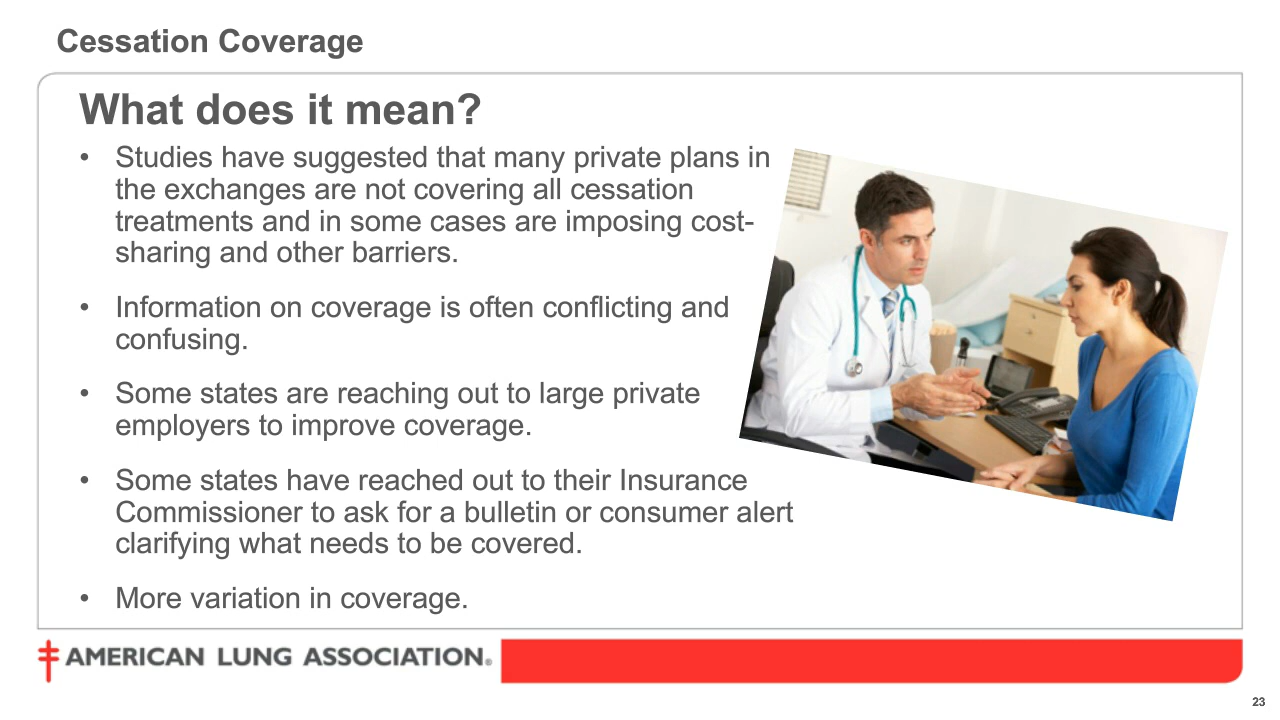 Cessation Coverage
What does it mean?
• Studies have suggested that many private plans in
the exchanges are not covering all cessation
treatments and in some cases are imposing cost-
sharing and other barriers.
• Information on coverage is often conflicting and
confusing.
• Some states are reaching out to large private
employers to improve coverage.
• Some states have reached out to their Insurance
Commissioner to ask for a bulletin or consumer alert
clarifying what needs to be covered.
• More variation in coverage.
AMERICAN LUNG ASSOCIATION®
23